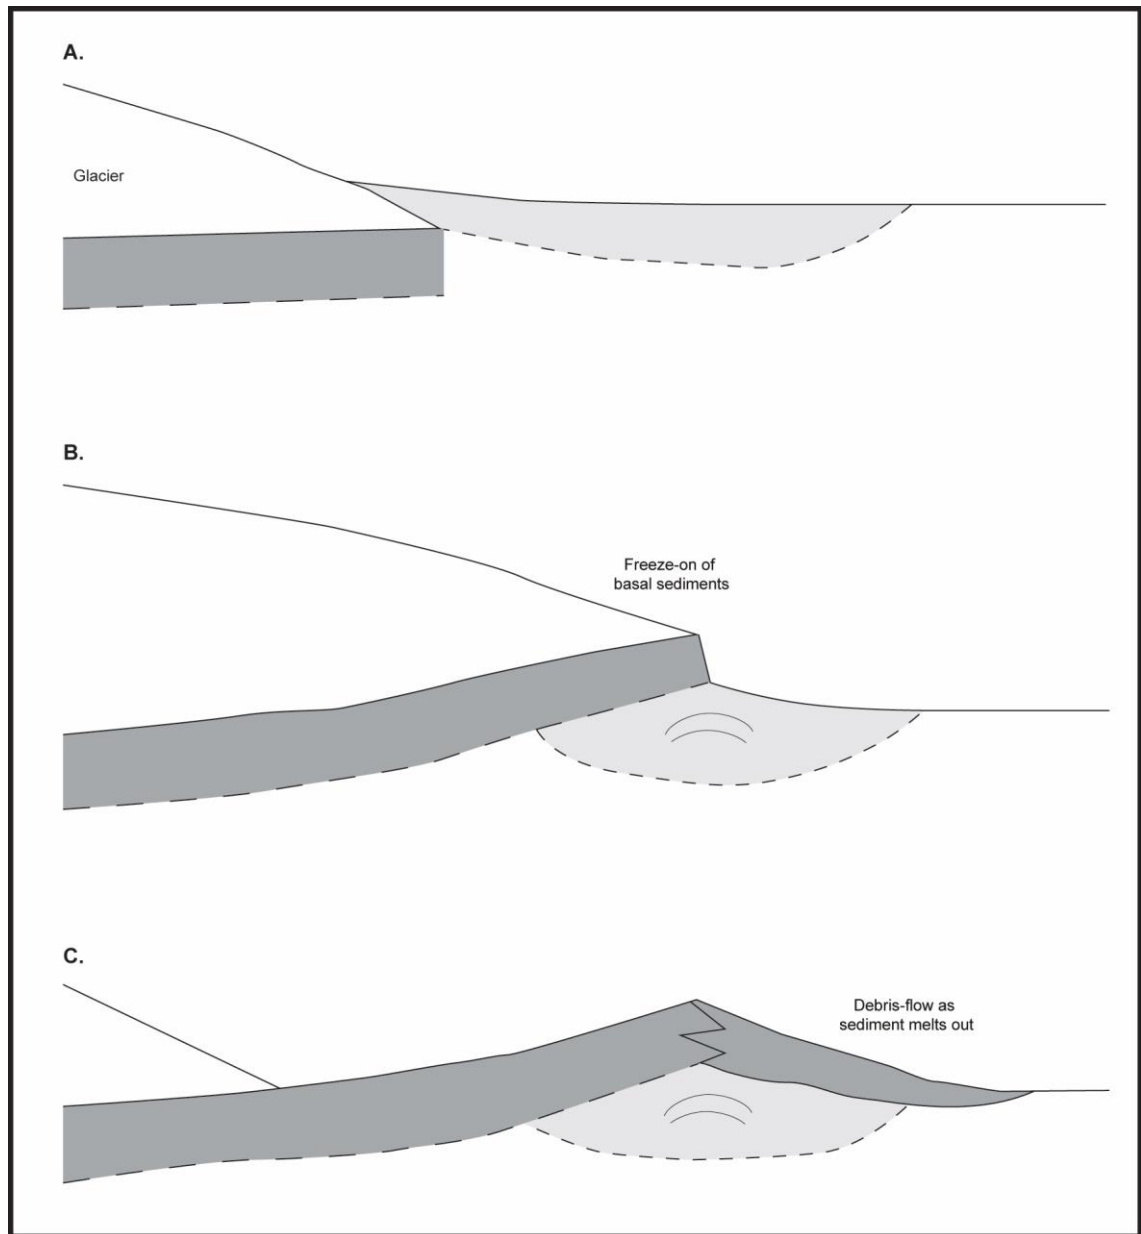 A.
Glacier
B.
Freeze-on of
basal sediments
C.
Debris-flow as
sediment melts out